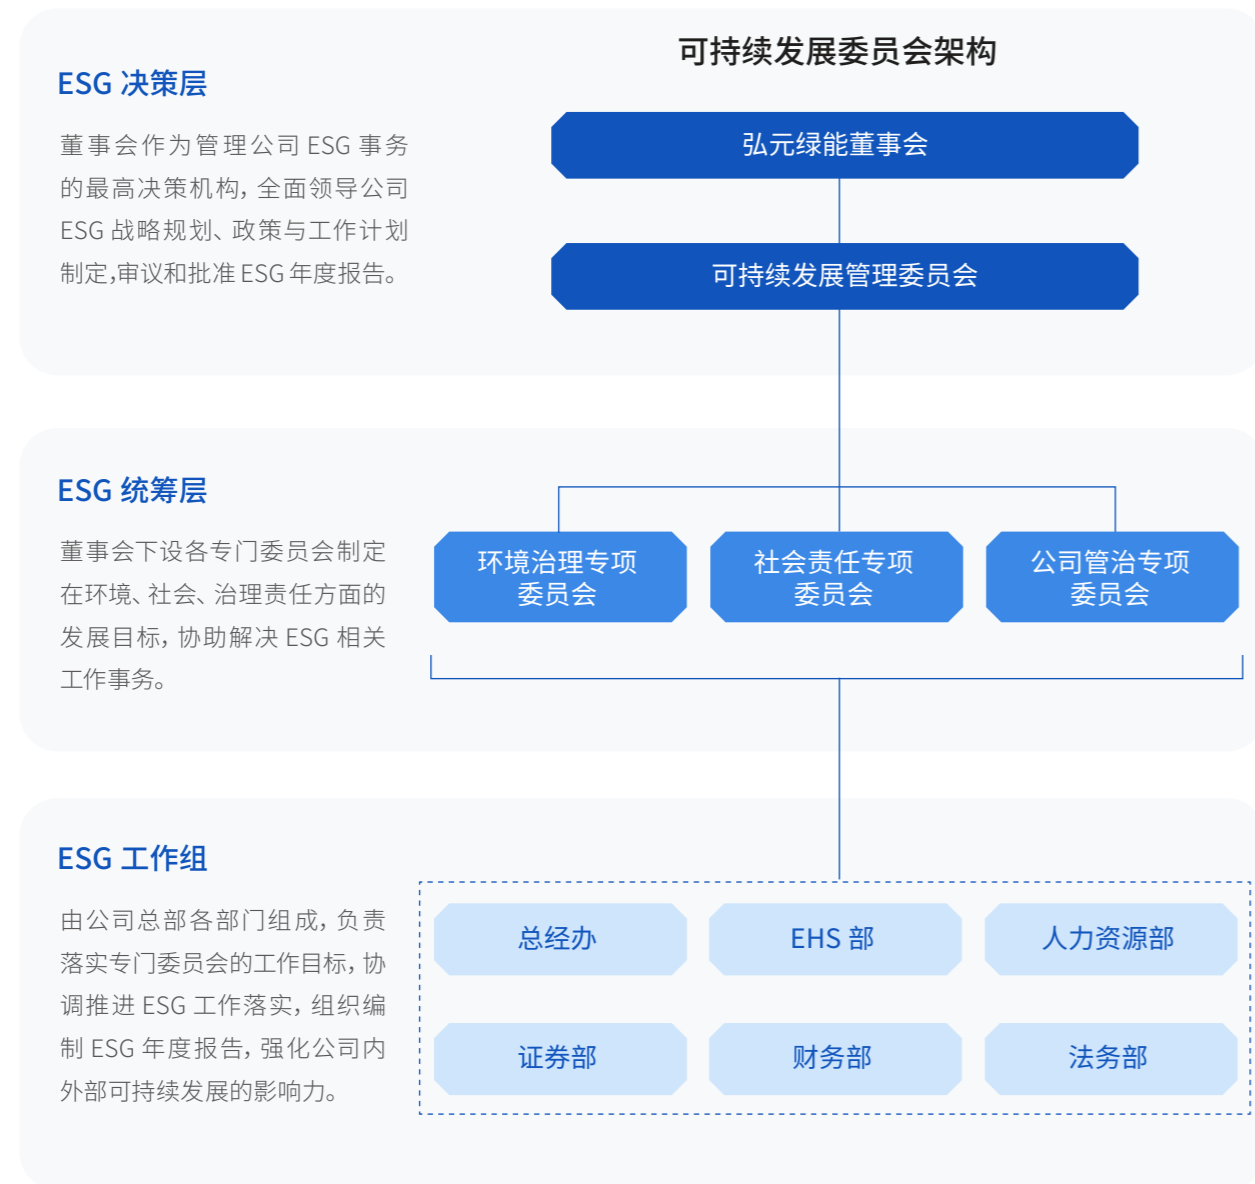 可持续发展委员会架构
ESG 决策层
董事会作为管理公司 ESG 事务
的最高决策机构，全面领导公司
ESG 战略规划、政策与工作计划
制定，审议和批准 ESG 年度报告。
弘元绿能董事会
可持续发展管理委员会
ESG 统筹层
董事会下设各专门委员会制定
在环境、社会、治理责任方面的
发展目标，协助解决 ESG 相关
工作事务。
环境治理专项
委员会
社会责任专项
委员会
公司管治专项
委员会
ESG 工作组
由公司总部各部门组成，负责
落实专门委员会的工作目标，协
调推进 ESG 工作落实，组织编
制 ESG 年度报告，强化公司内
外部可持续发展的影响力。
总经办
EHS 部
人力资源部
证券部
财务部
法务部